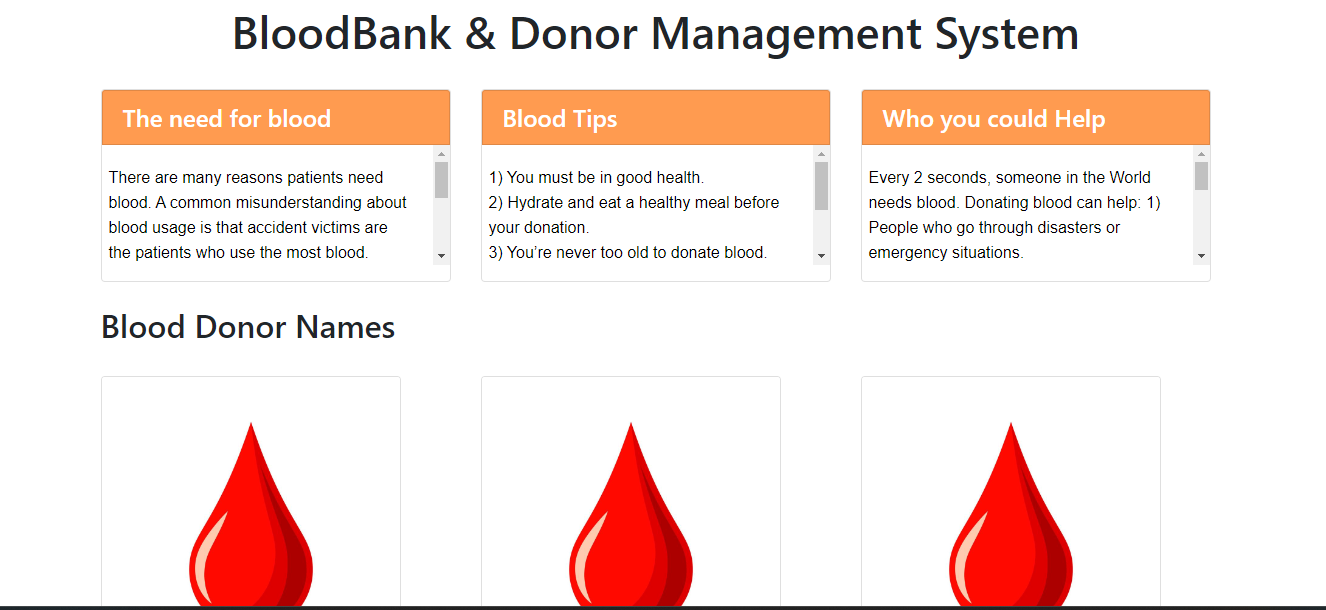 BloodBank & Donor Management System
The need for blood
There are many reasons patients need
blood. A common misunderstanding about
blood usage is that accident victims are
the patients who use the most blood.
Blood Tips
1) You must be in good health.
2) Hydrate and eat a healthy meal before
your donation.
3) You’re never too old to donate blood.
Who you could Help
Every 2 seconds, someone in the World
needs blood. Donating blood can help: 1)
People who go through disasters or
emergency situations.
Blood Donor Names